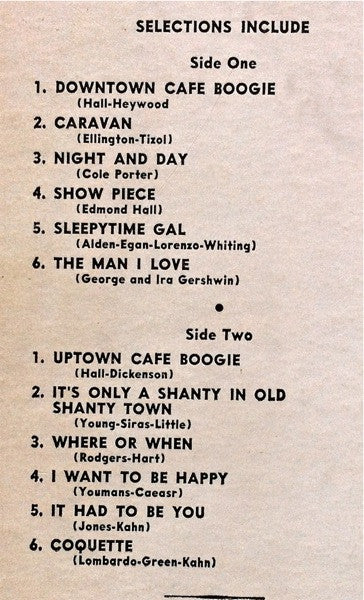 SELECTIONS INCLUDE
Side One
1. DOWNTOWN CAFE BOOGIE
(Hall-Heywood
2. CARAVAN
(Ellington-Tizol)
3. NIGHT AND DAY
(Cole Porter)
4. SHOW PIECE
(Edmond Hall)
5. SLEEPYTIME GAL
(Alden-Egan-Lorenzo-Whiting)
6. THE MAN I LOVE
(George and Ira Gershwin)
•
Side Two
1. UPTOWN CAFE BOOGIE
(Hall-Dickenson)
2. IT'S ONLY A SHANTY IN OLD
SHANTY TOWN
(Young-Siras-Little)
3. WHERE OR WHEN
(Rodgers-Hart)
4. I WANT TO BE HAPPY
(Youmans-Caeasr)
5. IT HAD TO BE YOU
(Jones-Kahn)
6. COQUETTE
(Lombardo-Green-Kahn)